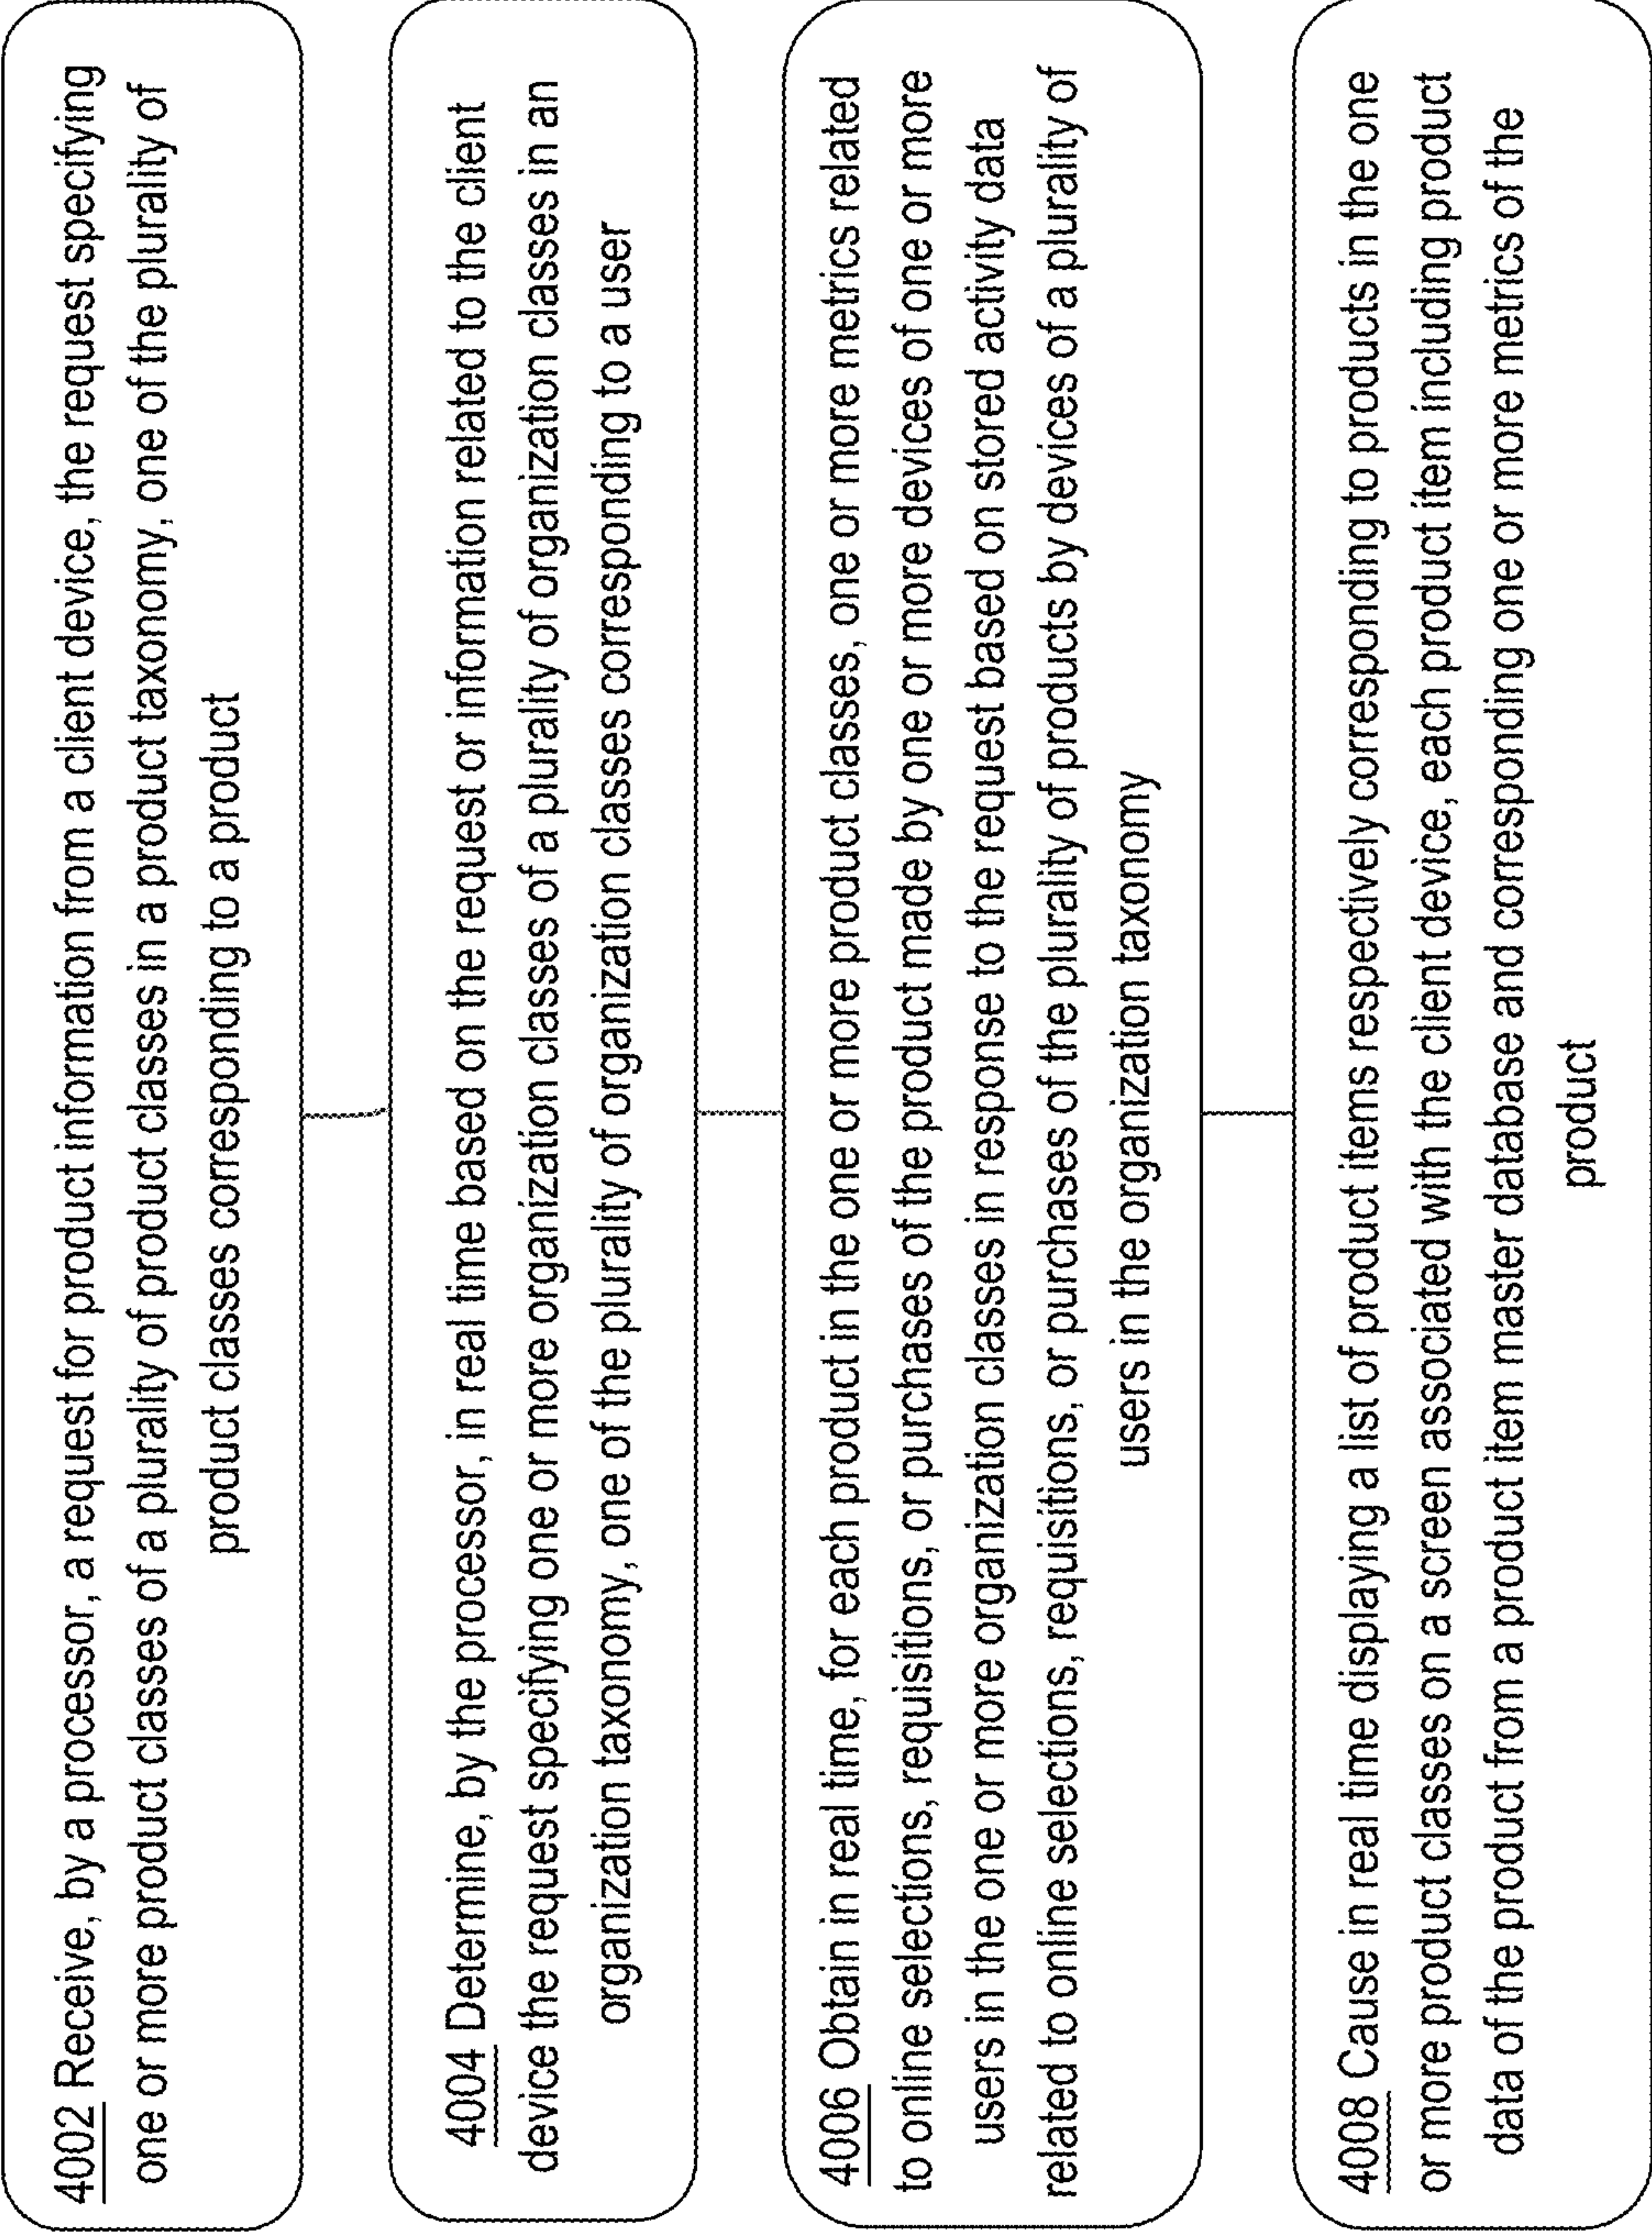 4002 Receive, by a processor, a request for product information from a client device, the request specifying
one or more product classes of a plurality of product classes in a product taxonomy, one of the plurality of
product classes corresponding to a product
4004 Determine, by the processor, in real time based on the request or information related to the client
device the request specifying one or more organization classes of a plurality of organization classes in an
organization taxonomy, one of the plurality of organization classes corresponding to a user
4006 Obtain in real time, for each product in the one or more product classes, one or more metrics related
to online selections, requisitions, or purchases of the product made by one or more devices of one or more
users in the one or more organization classes in response to the request based on stored activity data
related to online selections, requisitions, or purchases of the plurality of products by devices of a plurality of
users in the organization taxonomy
4008 Cause in real time displaying a list of product items respectively corresponding to products in the one
or more product classes on a screen associated with the client device, each product item including product
data of the product from a product item master database and corresponding one or more metrics of the
product